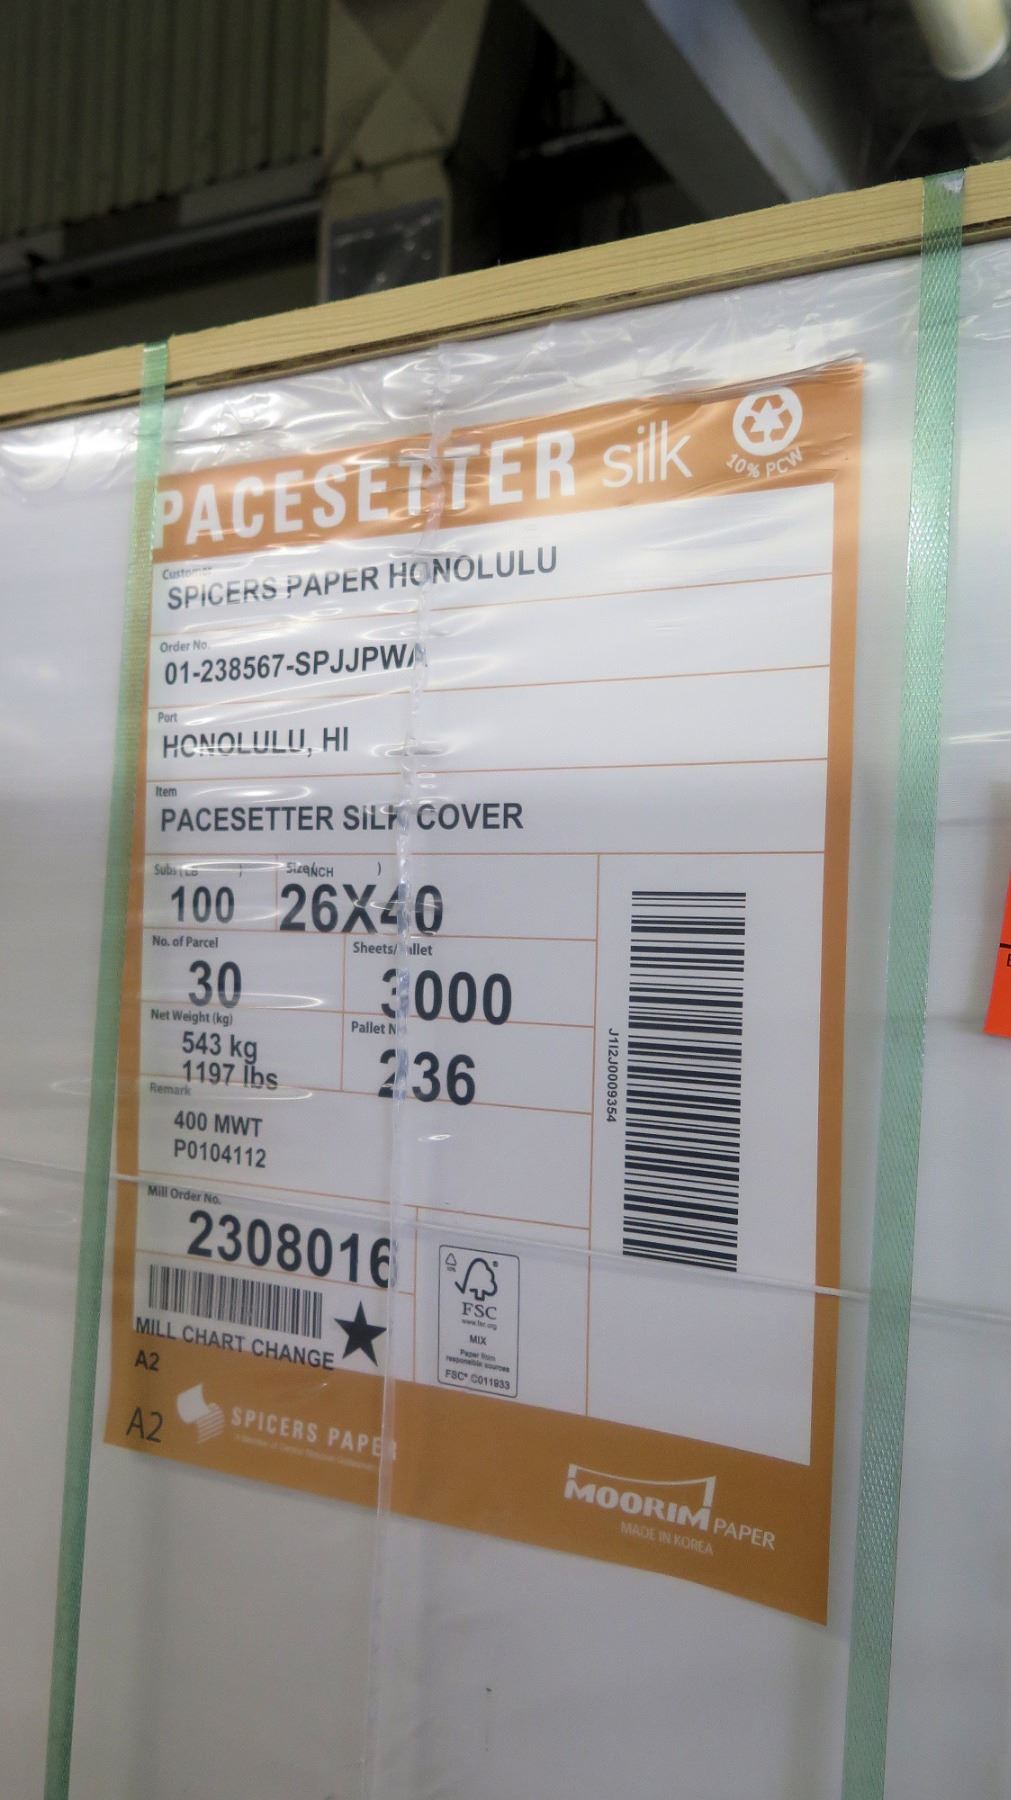 PACESETTER silk
10% PCW
Customer
SPICERS PAPER HONOLULU
Order No.
01-238567-SPJJPWA
Port
HONOLULU, HI
Item
PACESETTER SILK COVER
Subs ( LB ) Size( INCH )
100 26X40
No. of Parcel Sheets/Pallet
30 3000
Net Weight (kg) Pallet N
543 kg 236
1197 lbs
Remark
400 MWT
P0104112
J1I2J0009354
Mill Order No.
2308016
MILL CHART CHANGE
A2
FSC
www.fsc.org
MIX
Paper from
responsible sources
FSC® C011933
A2 SPICERS PAPER
MOORIM PAPER
MADE IN KOREA